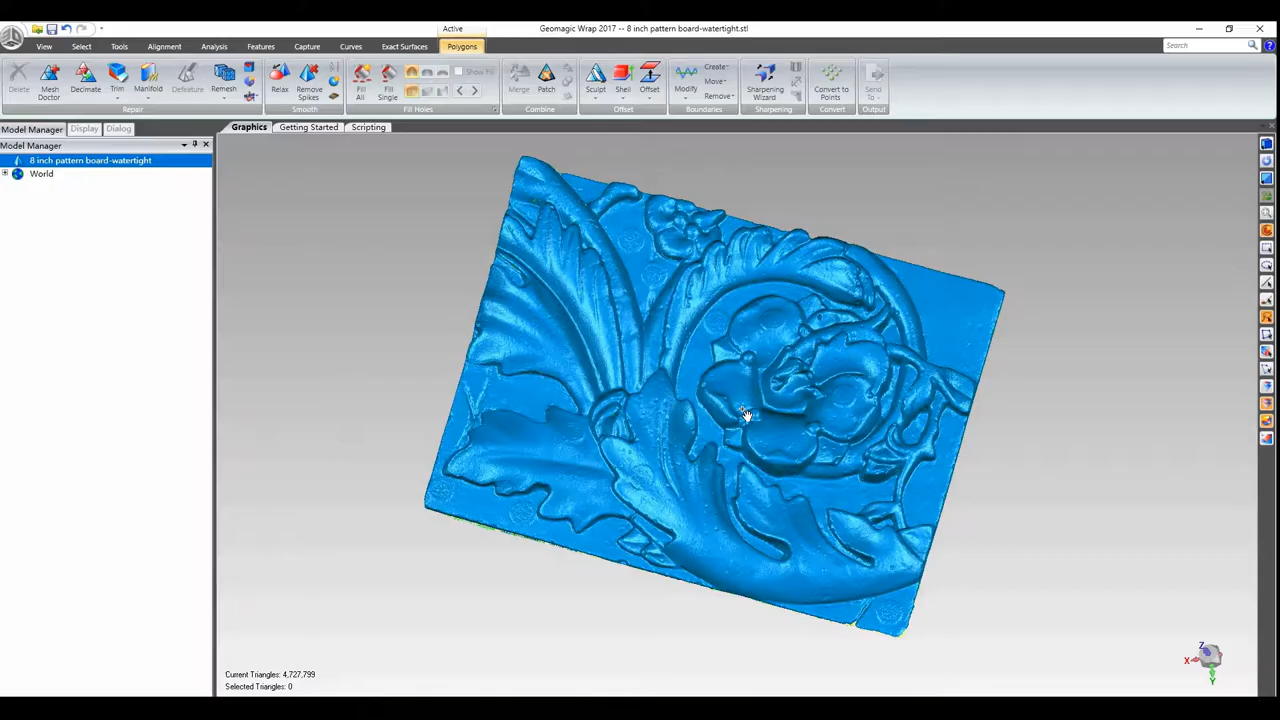 Active
Geomagic Wrap 2017 -- 8 inch pattern board-watertight.stl
View Select Tools Alignment Analysis Features Capture Curves Exact Surfaces Polygons
Search
Delete Mesh Doctor Decimate Trim Manifold Defeature Remesh
Relax Remove Spikes
Fill All Fill Single Show Fill
Merge Patch
Sculpt Shell Offset
Modify Create Move Remove
Sharpening Wizard
Convert to Points
Send To
Repair Smooth Fill Holes Combine Offset Boundaries Sharpening Convert Output
Model Manager Display Dialog
Graphics Getting Started Scripting
Model Manager
8 inch pattern board-watertight
World
Z
X
Y
Current Triangles: 4,727,799
Selected Triangles: 0